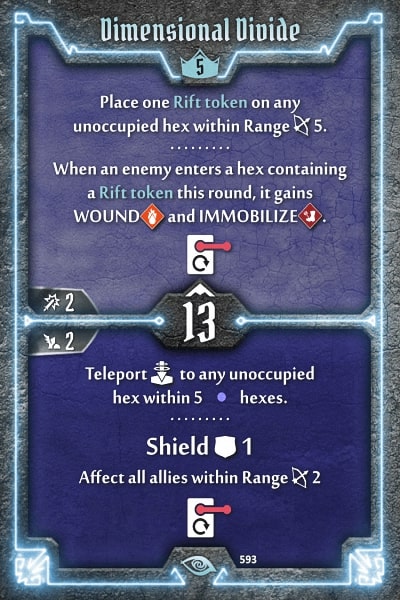 Dimensional Divide
5
Place one Rift token on any
unoccupied hex within Range 5.
When an enemy enters a hex containing
a Rift token this round, it gains
WOUND and IMMOBILIZE.
2
13
2
Teleport to any unoccupied
hex within 5 hexes.
Shield 1
Affect all allies within Range 2
593